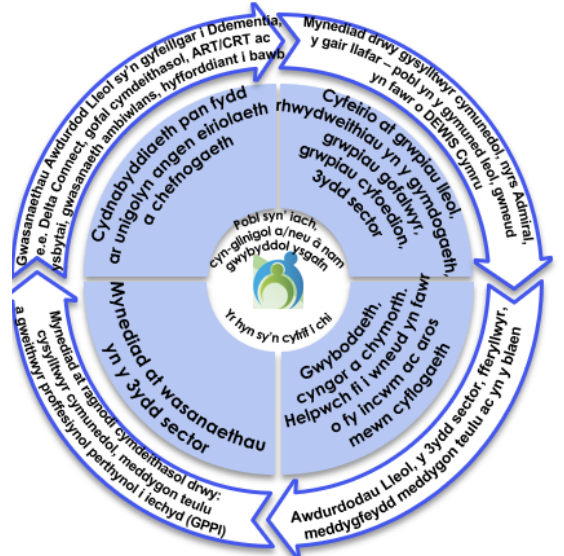 Gwasanaethau Awdurdod Lleol sy'n gyfeillgar i Ddementia,
e.e. Delta Connect, gofal cymdeithasol, ART/CRT ac
ysbytai, gwasanaeth ambiwlans, hyfforddiant i bawb
Mynediad drwy gysylltwyr cymunedol, nyrs Admiral,
y gair llafar – pobl yn y gymuned leol, gwneud
yn fawr o DEWIS Cymru
Cydnabyddiaeth pan fydd
ar unigolyn angen eiriolaeth
a chefnogaeth
Cyfeirio at grwpiau lleol,
rhwydweithiau yn y gymdogaeth,
grwpiau gofalwyr,
grwpiau cyfoedion,
3ydd sector
Pobl syn' iach,
cyn-glinigol a/neu â nam
gwybyddol ysgafn
Yr hyn sy'n cyfrif i chi
Mynediad at wasanaethau
yn y 3ydd sector
Gwybodaeth,
cyngor a chymorth.
Helpwch fi i wneud yn fawr
o fy incwm ac aros
mewn cyflogaeth
Mynediad at ragnodi cymdeithasol drwy:
cysylltwyr cymunedol, meddygon teulu
a gweithwyr proffesiynol perthynol i iechyd (GPPI)
Awdurdodau Lleol, y 3ydd sector, fferyllwyr,
meddygfeydd meddygon teulu ac yn y blaen